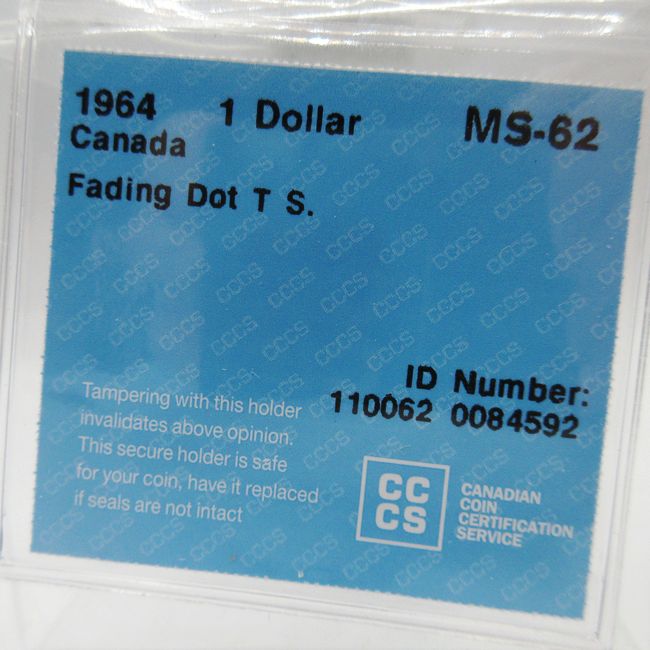 1964 1 Dollar MS-62
Canada
Fading Dot T S.
ID Number:
110062 0084592
Tampering with this holder
invalidates above opinion.
This secure holder is safe
for your coin, have it replaced
if seals are not intact
CC
CS
CANADIAN
COIN
CERTIFICATION
SERVICE